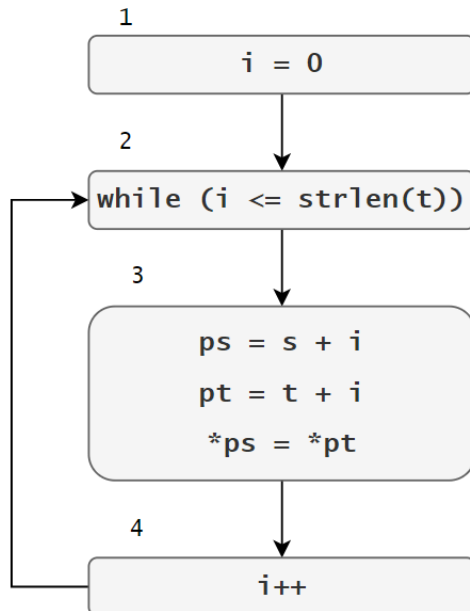 1
i = 0
2
while (i <= strlen(t))
3
ps = s + i
pt = t + i
*ps = *pt
4
i++